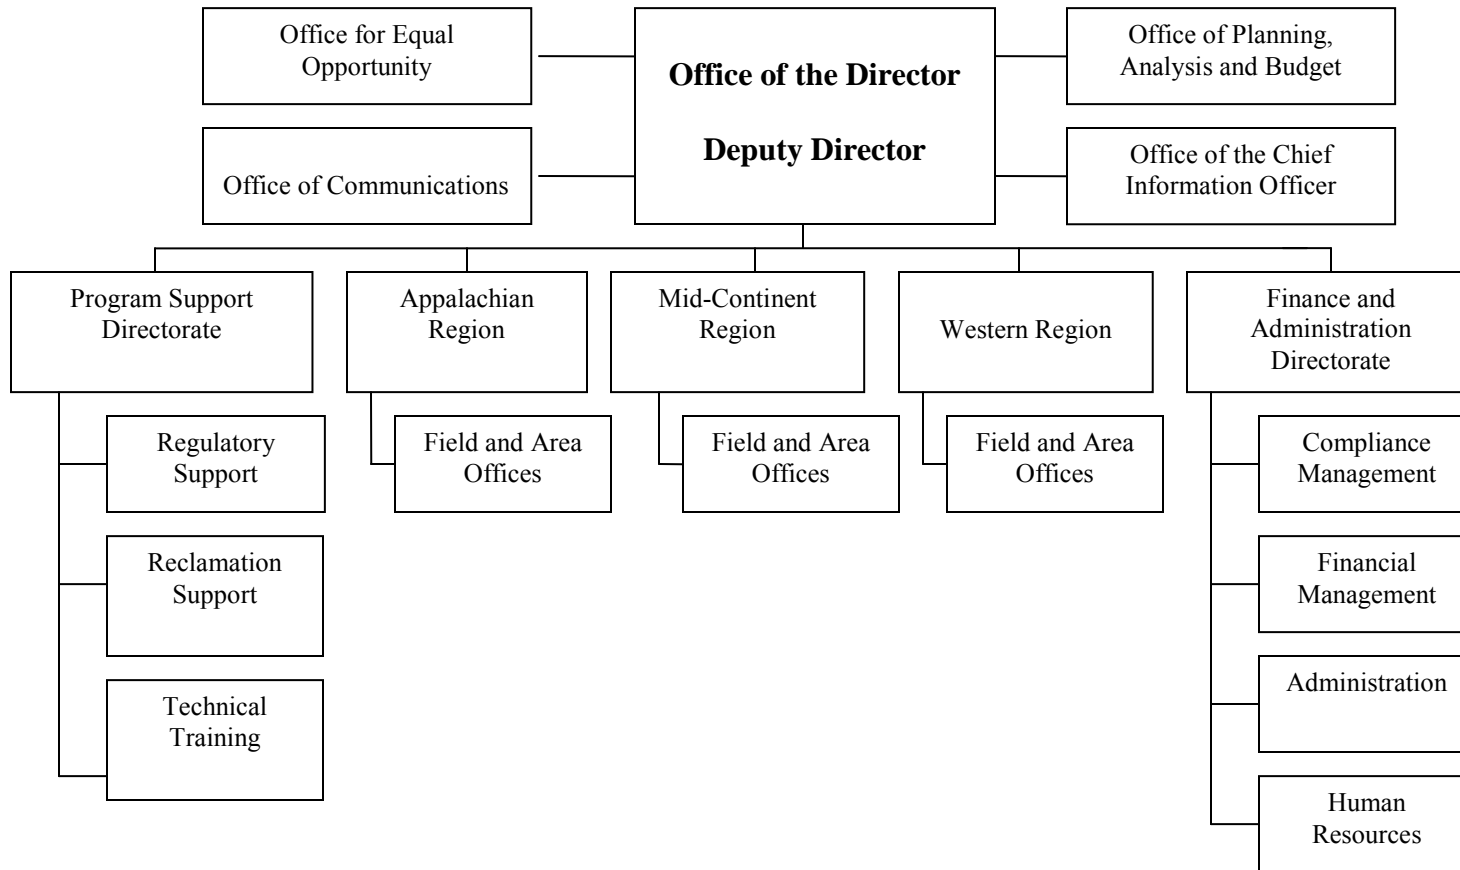 Office for Equal
Opportunity
Office of the Director
Deputy Director
Office of Planning,
Analysis and Budget
Office of Communications
Office of the Chief
Information Officer
Program Support
Directorate
Appalachian
Region
Mid-Continent
Region
Western Region
Finance and
Administration
Directorate
Regulatory
Support
Field and Area
Offices
Field and Area
Offices
Field and Area
Offices
Compliance
Management
Reclamation
Support
Financial
Management
Technical
Training
Administration
Human
Resources